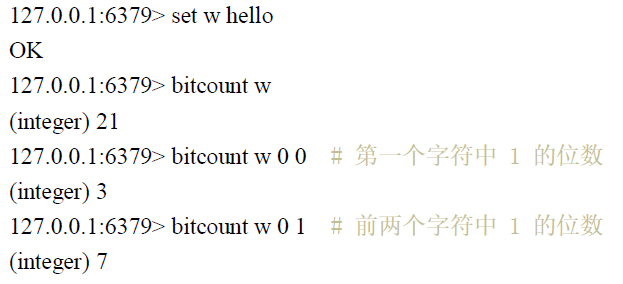 127.0.0.1:6379> set w hello
OK
127.0.0.1:6379> bitcount w
(integer) 21
127.0.0.1:6379> bitcount w 0 0 # 第一个字符中 1 的位数
(integer) 3
127.0.0.1:6379> bitcount w 0 1 # 前两个字符中 1 的位数
(integer) 7